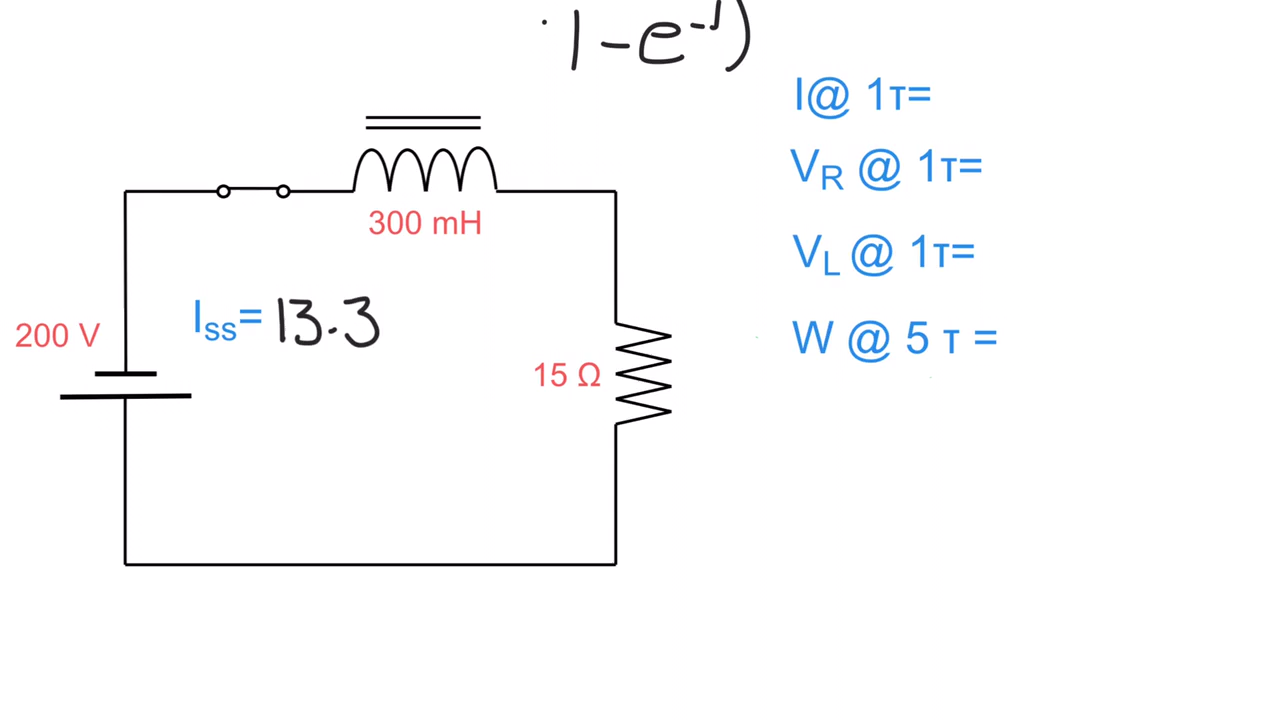 1-e⁻¹)
I@ 1τ=
V_R @ 1τ=
300 mH
V_L @ 1τ=
I_ss= 13.3
200 V
W @ 5 τ =
15 Ω